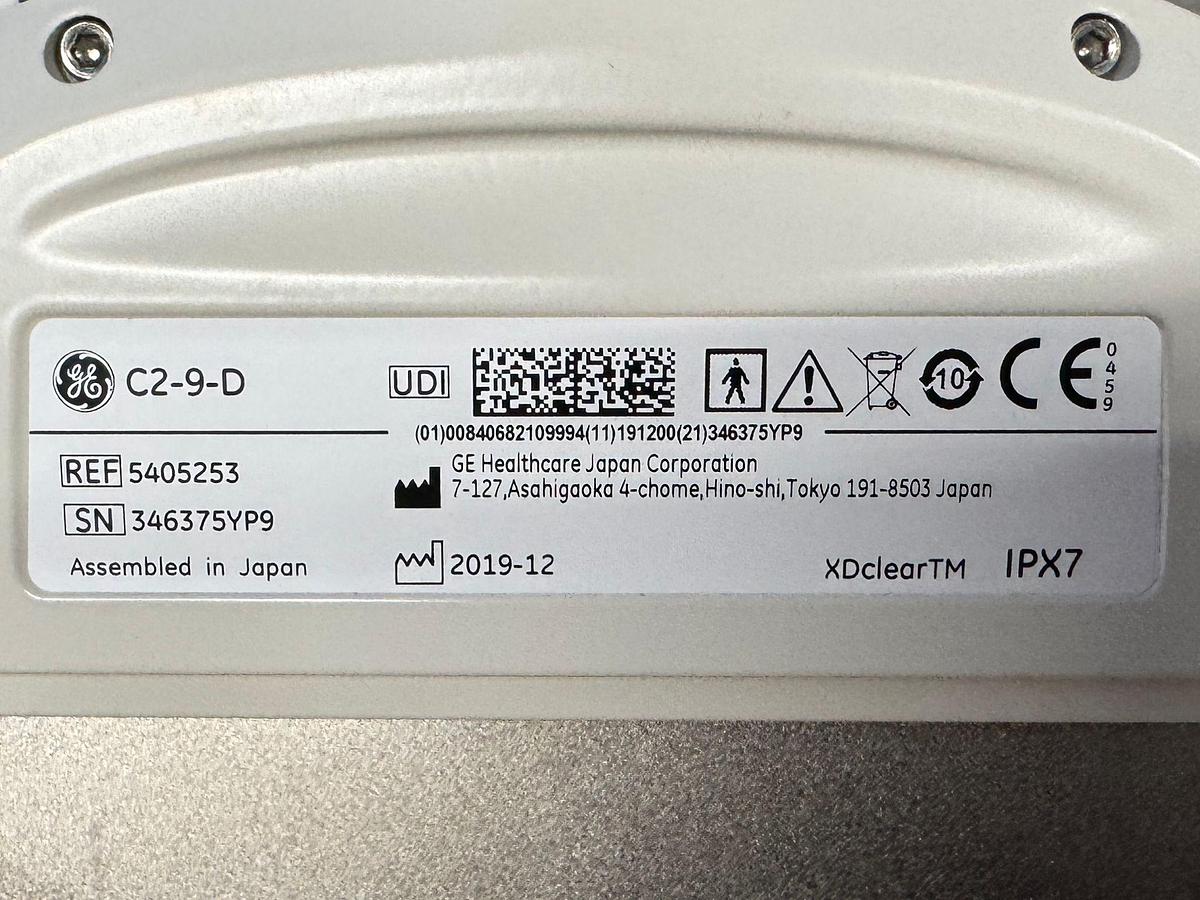 GE C2-9-D
UDI
10
CE 0459
(01)00840682109994(11)191200(21)346375YP9
REF 5405253
GE Healthcare Japan Corporation
7-127,Asahigaoka 4-chome,Hino-shi,Tokyo 191-8503 Japan
SN 346375YP9
Assembled in Japan
2019-12
XDclearTM IPX7